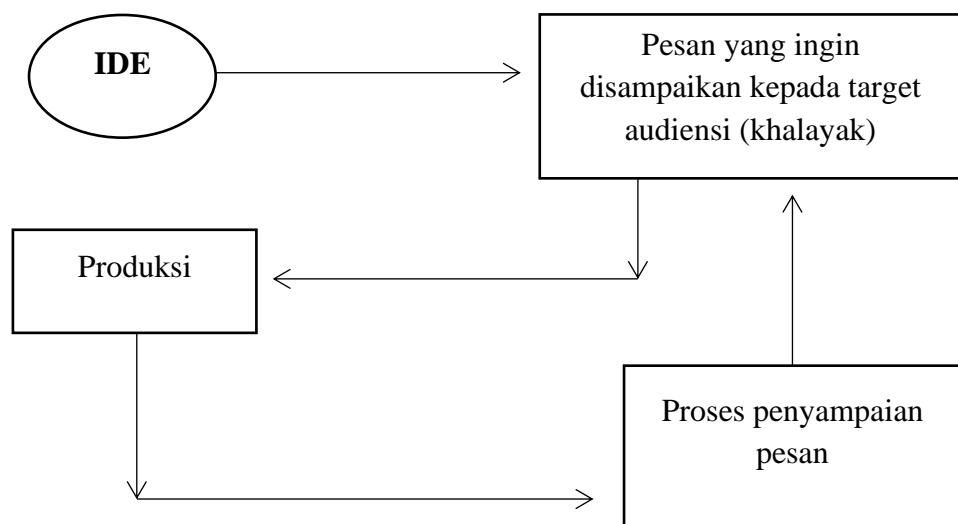 IDE
Pesan yang ingin
disampaikan kepada target
audiensi (khalayak)
Produksi
Proses penyampaian
pesan